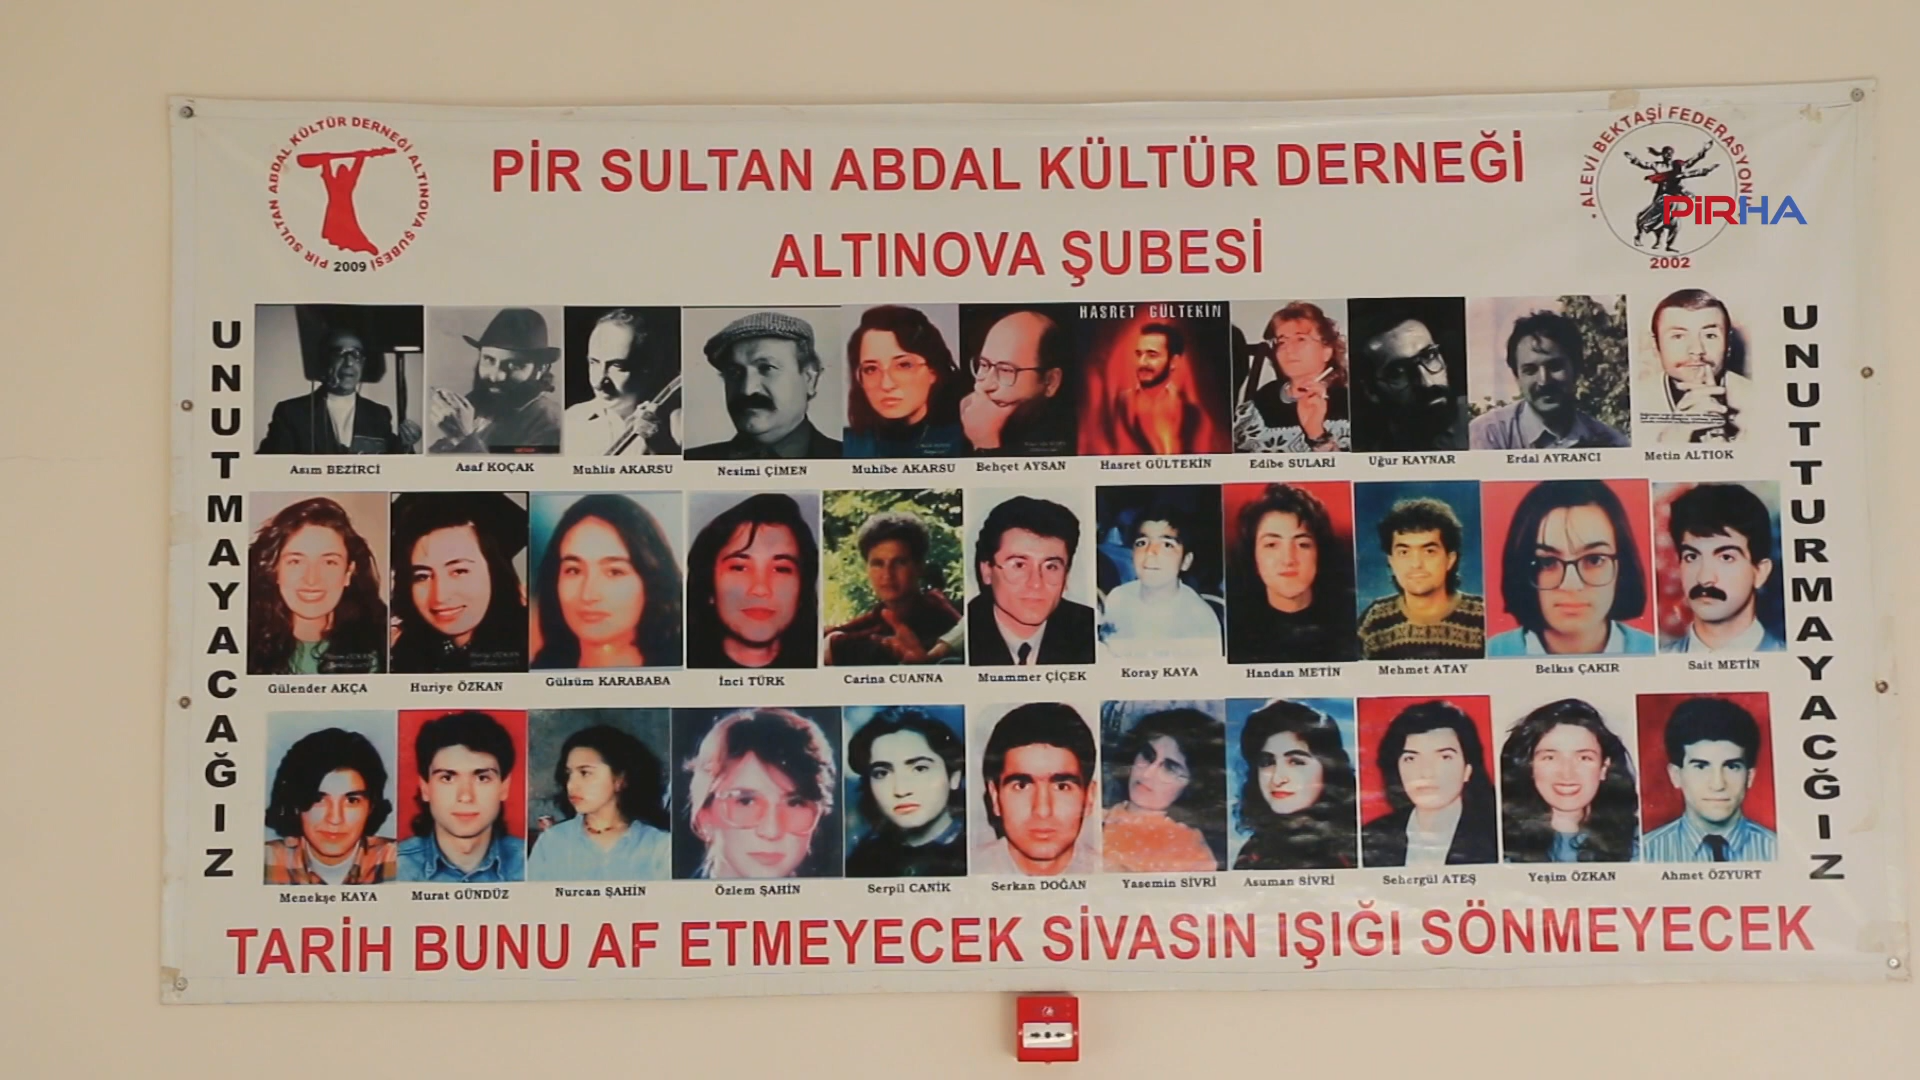 PİR SULTAN ABDAL KÜLTÜR DERNEĞİ ALTINOVA ŞUBESİ
2009
PİR SULTAN ABDAL KÜLTÜR DERNEĞİ
ALTINOVA ŞUBESİ
ALEVİ BEKTAŞİ FEDERASYONU
2002
PİRHA
UNUTMAYACAĞIZ
HASRET GÜLTEKİN
Asım BEZİRCİ Asaf KOÇAK Muhlis AKARSU Nesimi ÇİMEN Muhibe AKARSU Behçet AYSAN Hasret GÜLTEKİN Edibe SULARİ Uğur KAYNAR Erdal AYRANCI Metin ALTIOK
Gülender AKÇA Huriye ÖZKAN Gülsüm KARABABA İnci TÜRK Carina CUANNA Muammer ÇİÇEK Koray KAYA Handan METİN Mehmet ATAY Belkıs ÇAKIR Sait METİN
Menekşe KAYA Murat GÜNDÜZ Nurcan ŞAHİN Özlem ŞAHİN Serpil CANİK Serkan DOĞAN Yasemin SİVRİ Asuman SİVRİ Sehergül ATEŞ Yeşim ÖZKAN Ahmet ÖZYURT
UNUTTURMAYACĞIZ
TARİH BUNU AF ETMEYECEK SİVASIN IŞIĞI SÖNMEYECEK